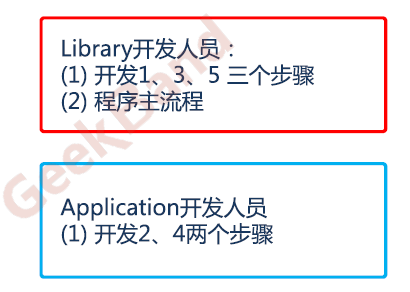 Library开发人员：
(1) 开发1、3、5 三个步骤
(2) 程序主流程
Application开发人员
(1) 开发2、4两个步骤
GeekBand